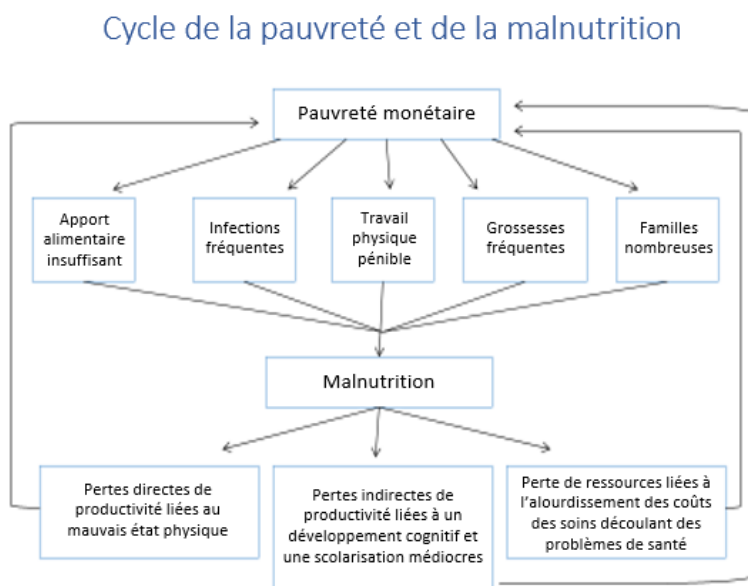 Cycle de la pauvreté et de la malnutrition
Pauvreté monétaire
Apport
alimentaire
insuffisant
Infections
fréquentes
Travail
physique
pénible
Grossesses
fréquentes
Familles
nombreuses
Malnutrition
Pertes directes de
productivité liées au
mauvais état physique
Pertes indirectes de
productivité liées à un
développement cognitif et
une scolarisation médiocres
Perte de ressources liées à
l’alourdissement des coûts
des soins découlant des
problèmes de santé